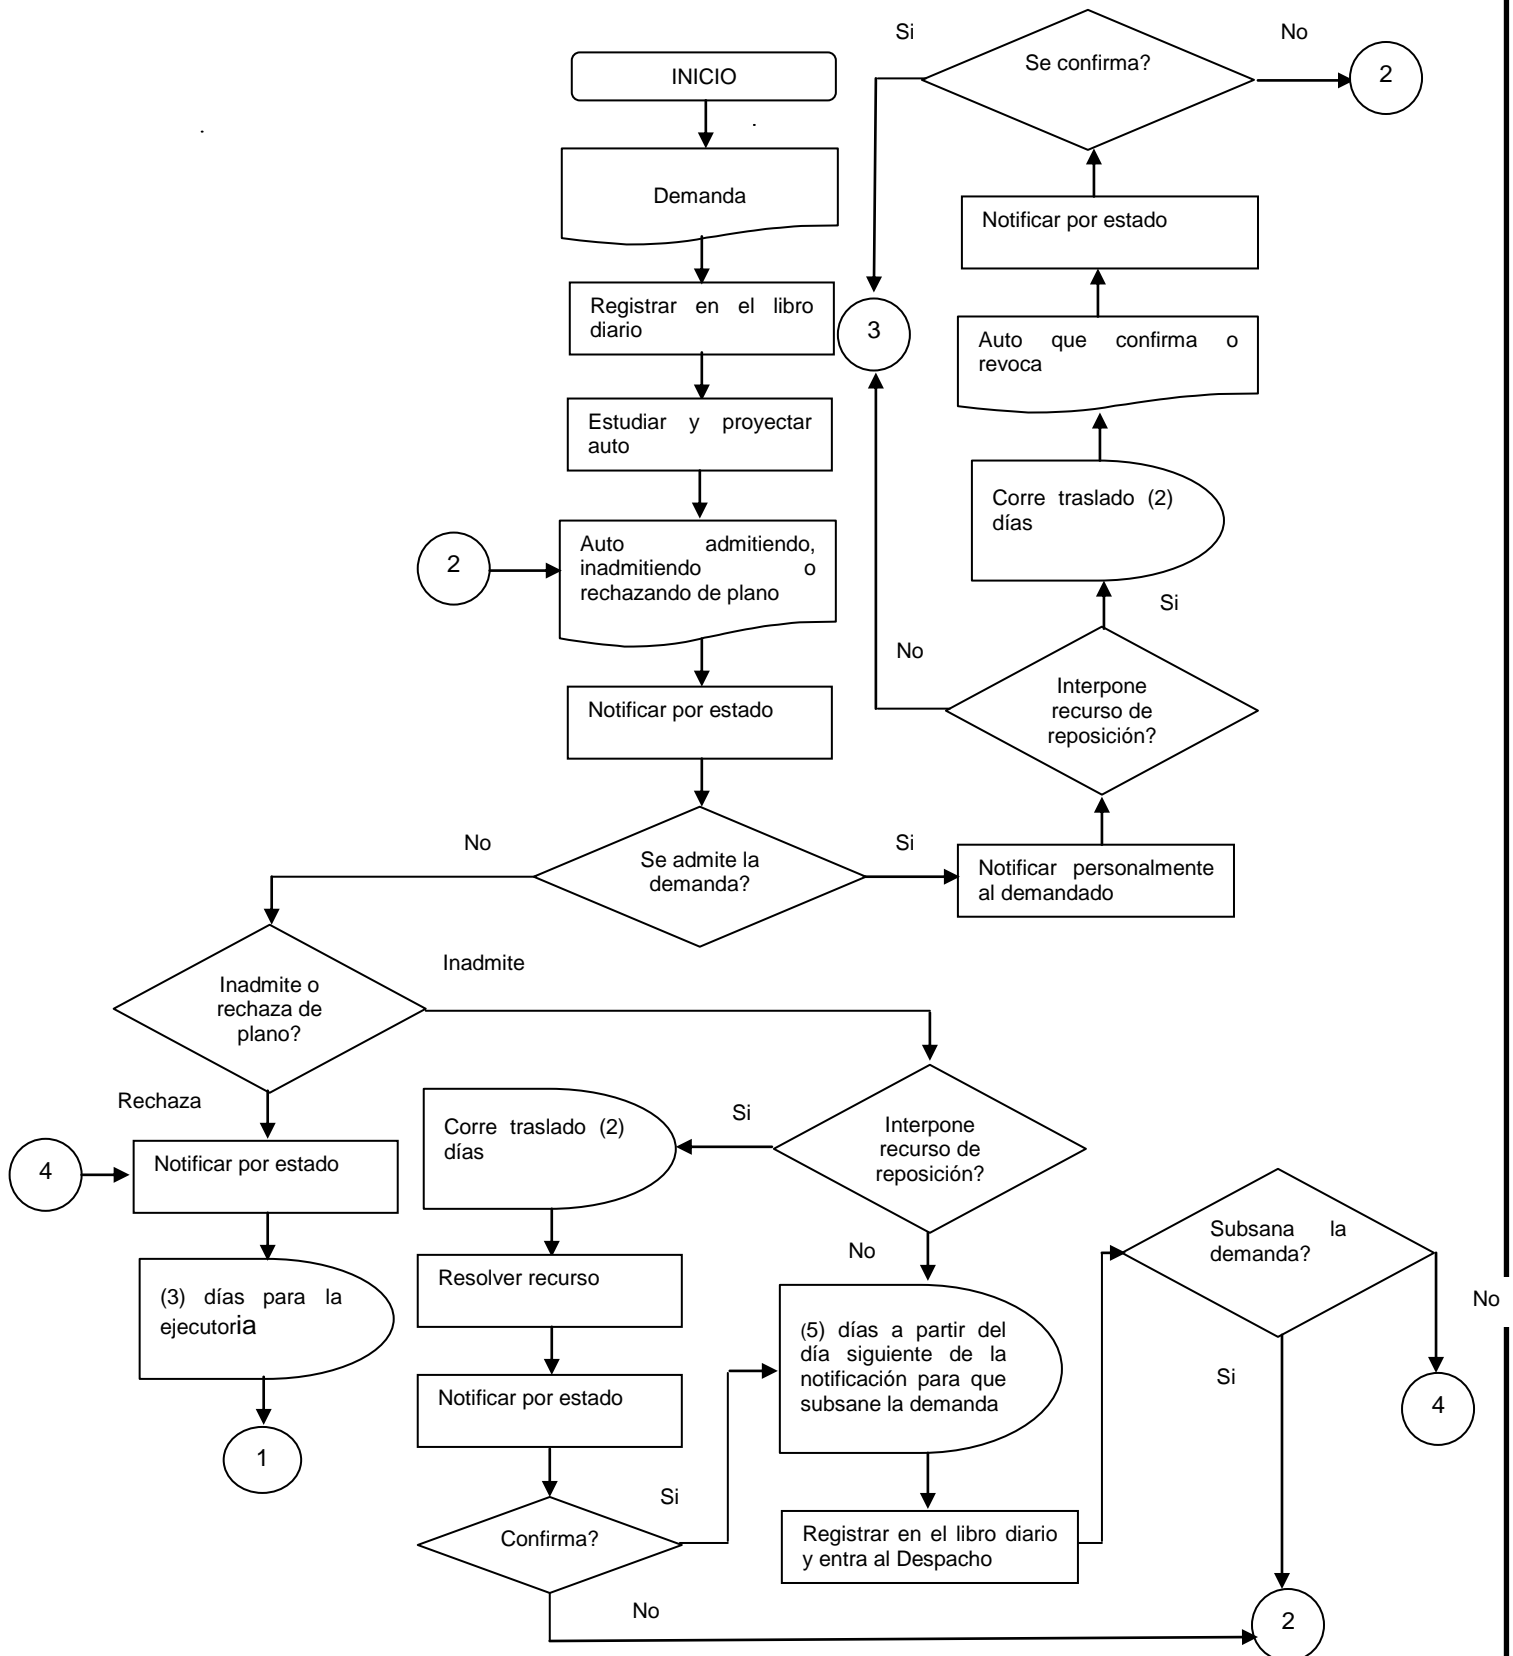 INICIO
Demanda
Registrar en el libro
diario
Estudiar y proyectar
auto
2
Auto admitiendo,
inadmitiendo o
rechazando de plano
Notificar por estado
Se admite la
demanda?
No
Si
Notificar personalmente
al demandado
Interpone
recurso de
reposición?
No
Si
Corre traslado (2)
días
Auto que confirma o
revoca
Notificar por estado
Se confirma?
Si
No
2
3
Inadmite o
rechaza de
plano?
Inadmite
Rechaza
4
Notificar por estado
(3) días para la
ejecutoria
1
Interpone
recurso de
reposición?
Si
No
Corre traslado (2)
días
Resolver recurso
Notificar por estado
Confirma?
Si
No
(5) días a partir del
día siguiente de la
notificación para que
subsane la demanda
Registrar en el libro diario
y entra al Despacho
Subsana la
demanda?
No
Si
4
2